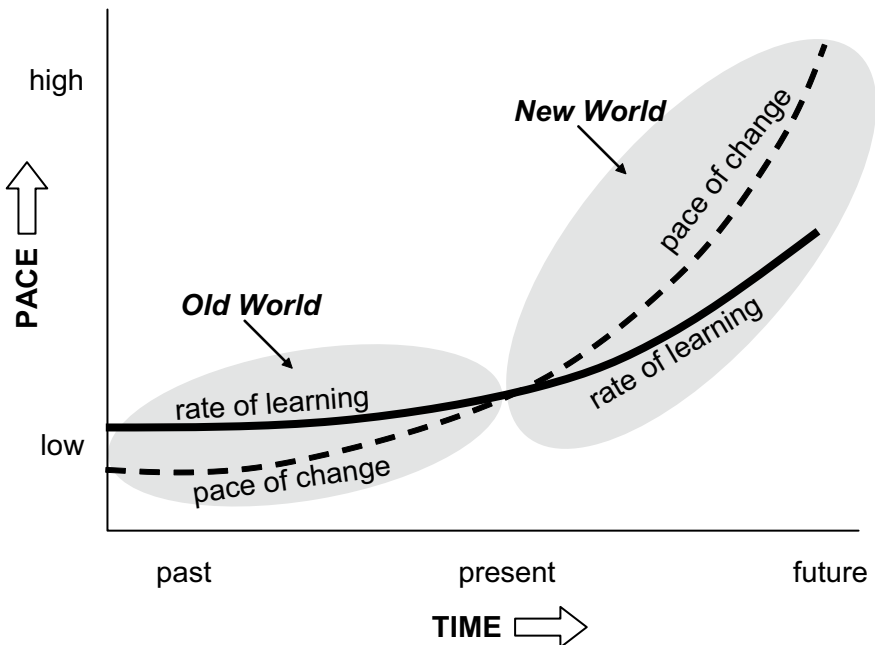 high
New World
pace of change
PACE
Old World
rate of learning
rate of learning
low
pace of change
past present future
TIME